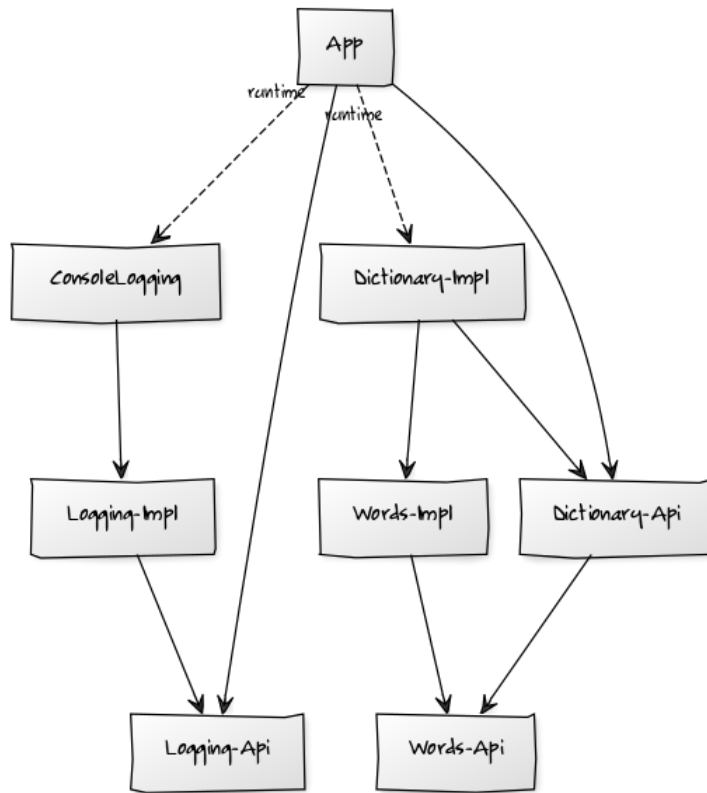 App
runtime
runtime
ConsoleLogging
Dictionary-Impl
Logging-Impl
Words-Impl
Dictionary-Api
Logging-Api
Words-Api